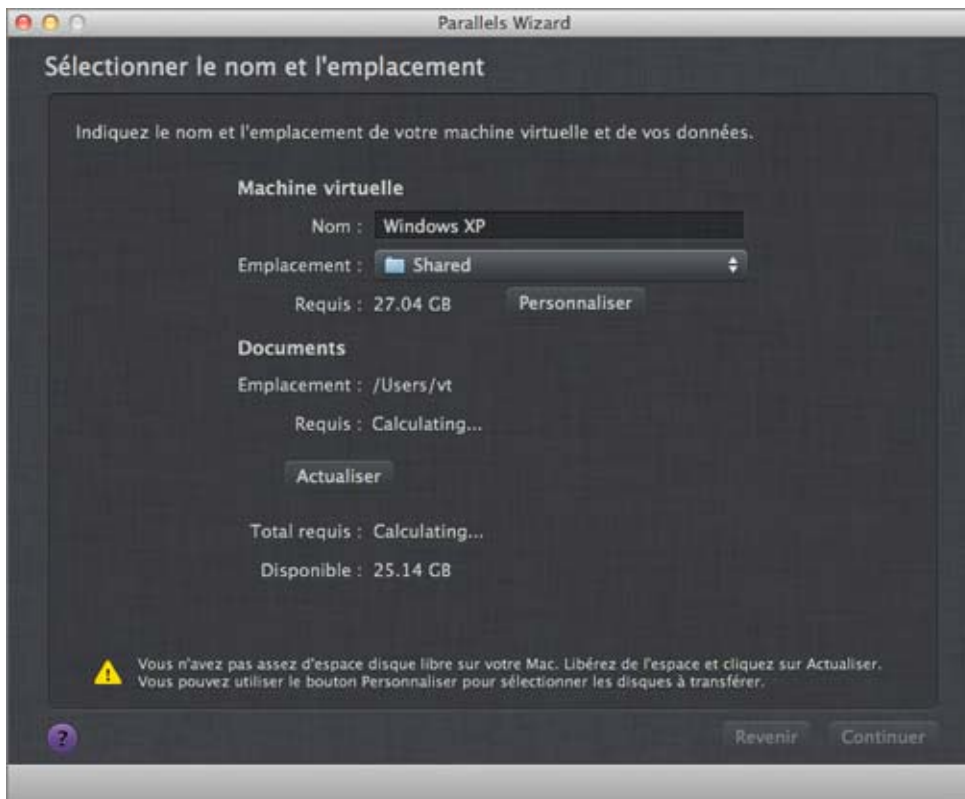 Parallels Wizard
Sélectionner le nom et l'emplacement
Indiquez le nom et l'emplacement de votre machine virtuelle et de vos données.
Machine virtuelle
Nom : Windows XP
Emplacement : Shared
Requis : 27.04 GB Personnaliser
Documents
Emplacement : /Users/vt
Requis : Calculating...
Actualiser
Total requis : Calculating...
Disponible : 25.14 GB
Vous n'avez pas assez d'espace disque libre sur votre Mac. Libérez de l'espace et cliquez sur Actualiser.
Vous pouvez utiliser le bouton Personnaliser pour sélectionner les disques à transférer.
? Revenir Continuer